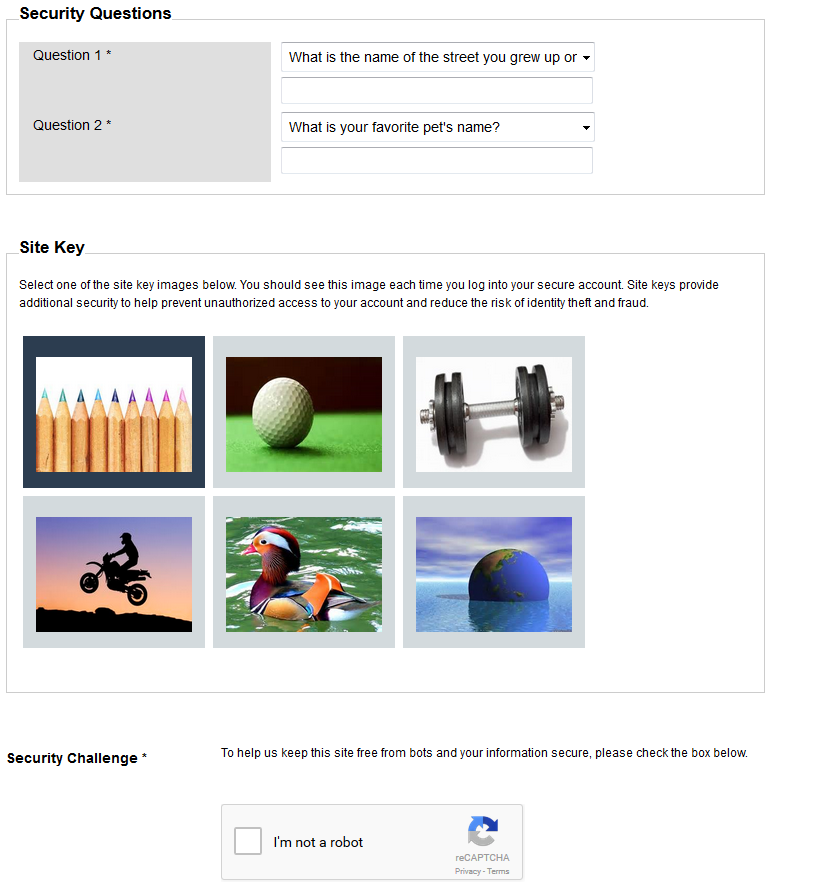 Security Questions
Question 1 *
What is the name of the street you grew up or
Question 2 *
What is your favorite pet's name?
Site Key
Select one of the site key images below. You should see this image each time you log into your secure account. Site keys provide
additional security to help prevent unauthorized access to your account and reduce the risk of identity theft and fraud.
Security Challenge *
To help us keep this site free from bots and your information secure, please check the box below.
I'm not a robot
reCAPTCHA
Privacy - Terms